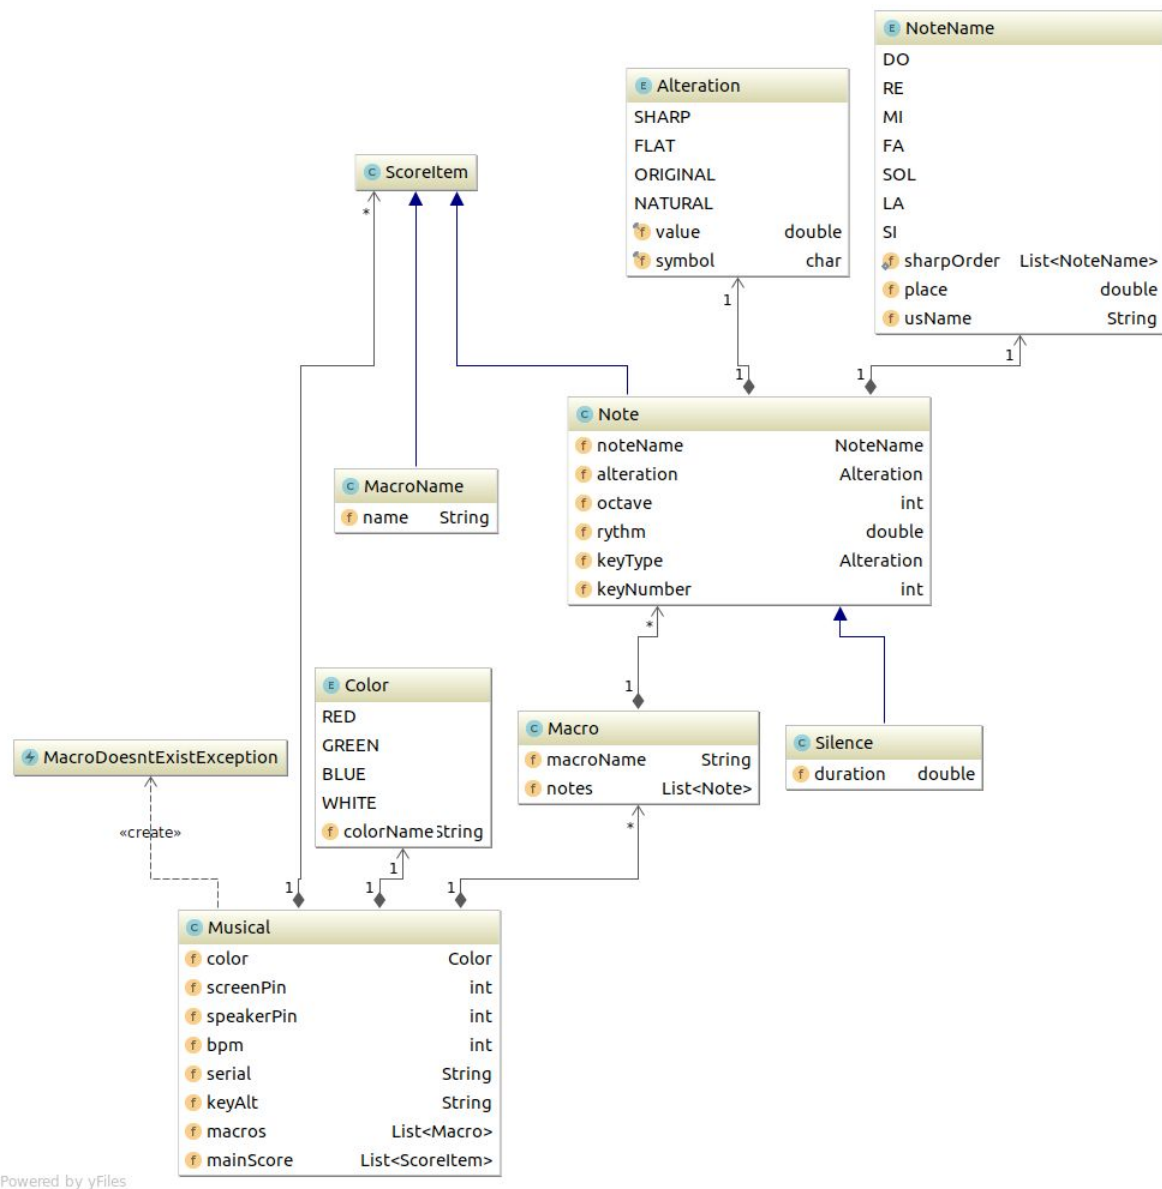 E NoteName
DO
RE
MI
FA
SOL
LA
SI
f sharpOrder List<NoteName>
f place double
f usName String
E Alteration
SHARP
FLAT
ORIGINAL
NATURAL
f value double
f symbol char
C ScoreItem
*
1
1
1
1
C Note
f noteName NoteName
f alteration Alteration
f octave int
f rythm double
f keyType Alteration
f keyNumber int
C MacroName
f name String
*
1
E Color
RED
GREEN
BLUE
WHITE
f colorName String
C Macro
f macroName String
f notes List<Note>
C Silence
f duration double
MacroDoesntExistException
«create»
*
1
1
1
1
C Musical
f color Color
f screenPin int
f speakerPin int
f bpm int
f serial String
f keyAlt String
f macros List<Macro>
f mainScore List<ScoreItem>
Powered by yFiles